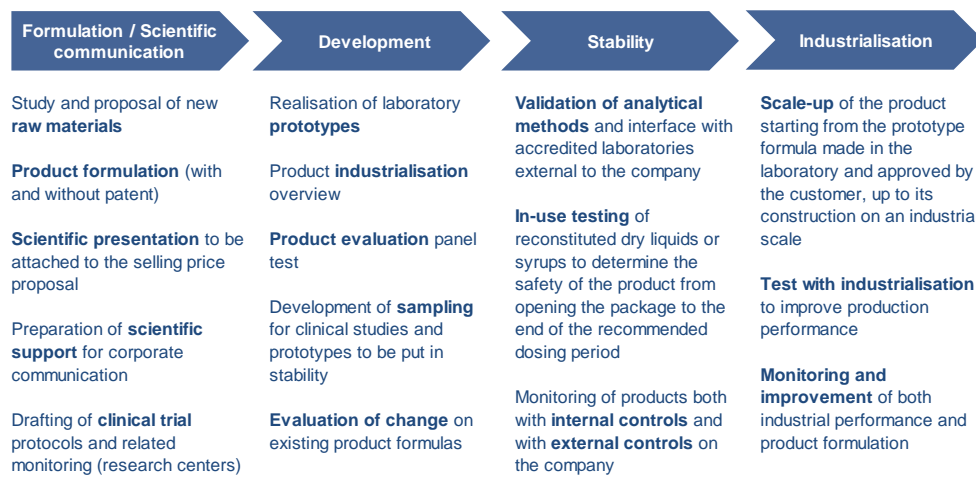 Formulation / Scientific
communication
Study and proposal of new
raw materials
Product formulation (with
and without patent)
Scientific presentation to be
attached to the selling price
proposal
Preparation of scientific
support for corporate
communication
Drafting of clinical trial
protocols and related
monitoring (research centers)
Development
Realisation of laboratory
prototypes
Product industrialisation
overview
Product evaluation panel
test
Development of sampling
for clinical studies and
prototypes to be put in
stability
Evaluation of change on
existing product formulas
Stability
Validation of analytical
methods and interface with
accredited laboratories
external to the company
In-use testing of
reconstituted dry liquids or
syrups to determine the
safety of the product from
opening the package to the
end of the recommended
dosing period
Monitoring of products both
with internal controls and
with external controls on
the company
Industrialisation
Scale-up of the product
starting from the prototype
formula made in the
laboratory and approved by
the customer, up to its
construction on an industria
scale
Test with industrialisation
to improve production
performance
Monitoring and
improvement of both
industrial performance and
product formulation